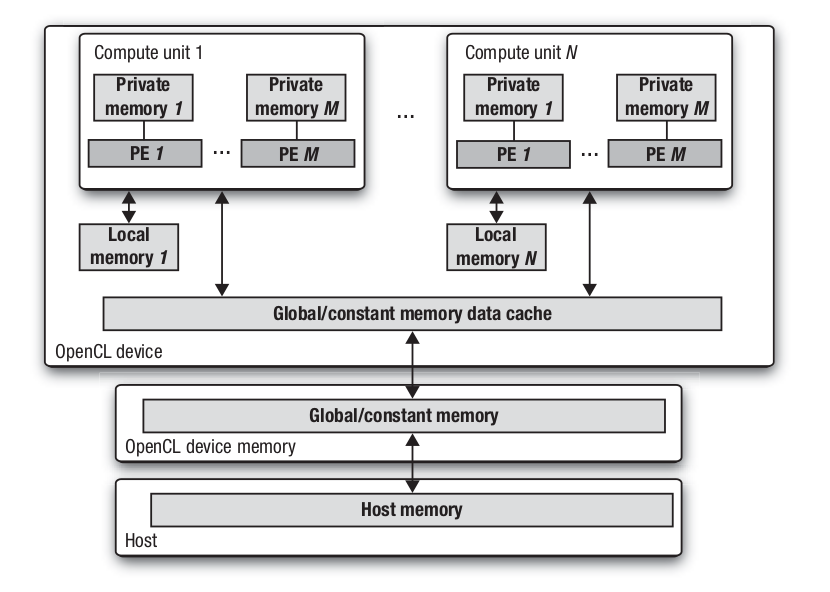 Compute unit 1
Private
memory 1
Private
memory M
PE 1
...
PE M
...
Compute unit N
Private
memory 1
Private
memory M
PE 1
...
PE M
Local
memory 1
Local
memory N
Global/constant memory data cache
OpenCL device
Global/constant memory
OpenCL device memory
Host memory
Host